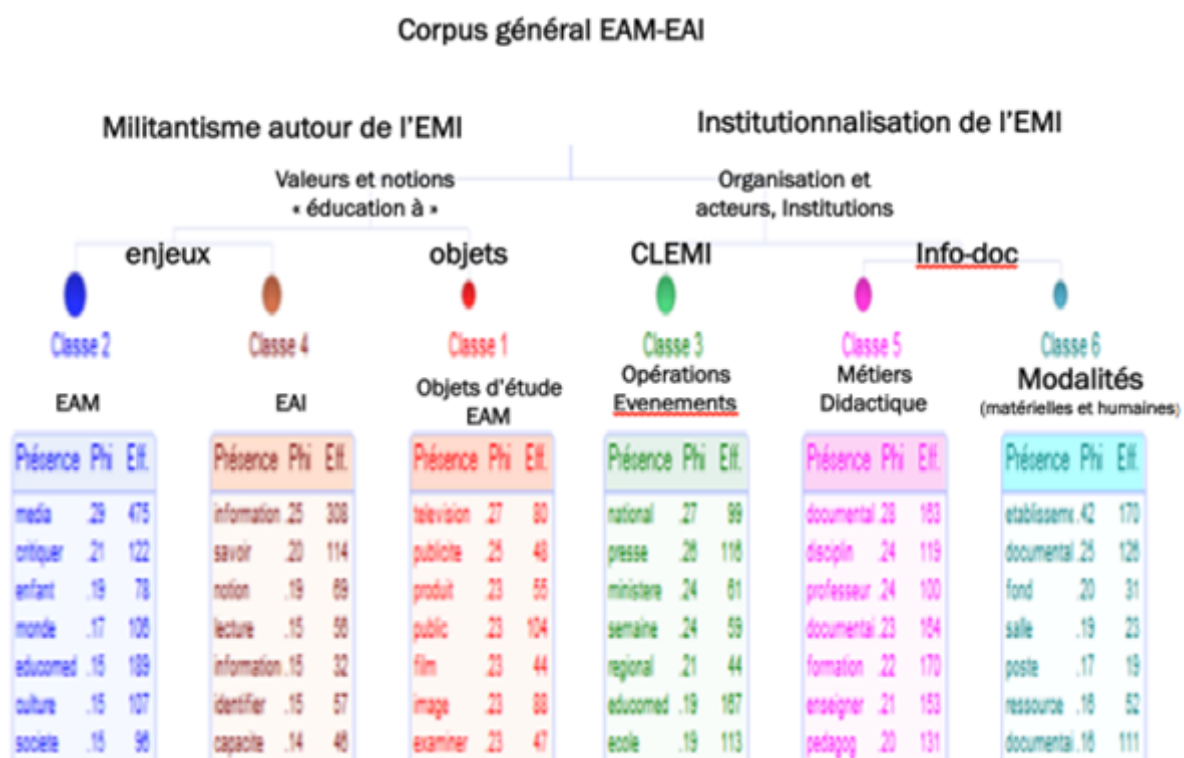 Corpus général EAM-EAI
Militantisme autour de l'EMI
Institutionnalisation de l'EMI
Valeurs et notions
« éducation à »
Organisation et
acteurs, Institutions
enjeux
objets
CLEMI
Info-doc
Classe 2
Classe 4
Classe 1
Classe 3
Classe 5
Classe 6
EAM
EAI
Objets d'étude
EAM
Opérations
Evenements
Métiers
Didactique
Modalités
(matérielles et humaines)
Présence Phi Eff.
media .29 475
critiquer .21 122
enfant .19 78
monde .17 106
educomed .15 189
culture .15 107
societe .15 96
Présence Phi Eff.
information .25 308
savoir .20 114
notion .19 69
lecture .15 56
information .15 32
identifier .15 57
capacite .14 46
Présence Phi Eff.
television .27 80
publicite .25 48
produit .23 55
public .23 104
film .23 44
image .23 88
examiner .23 47
Présence Phi Eff.
national .27 99
presse .26 116
ministere .24 61
semaine .24 59
regional .21 44
educomed .19 167
ecole .19 113
Présence Phi Eff.
documental .28 163
disciplin .24 119
professeur .24 100
documental .23 164
formation .22 170
enseigner .21 153
pedagog .20 131
Présence Phi Eff.
etablisseme .42 170
documental .25 126
fond .20 31
salle .19 23
poste .17 19
ressource .16 52
documental .16 111